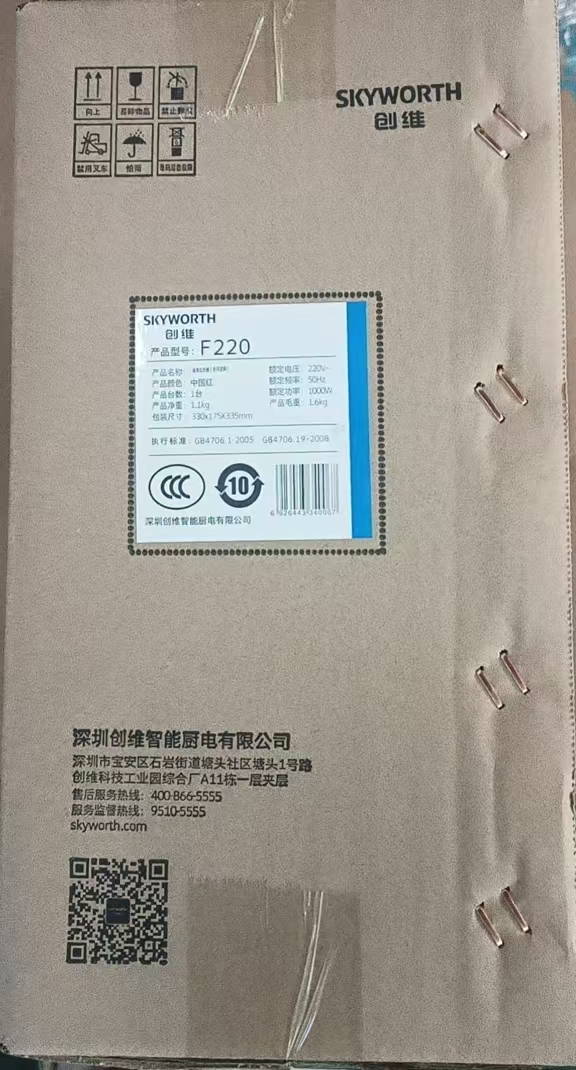 向上
易碎物品
禁止翻滚
禁用叉车
怕雨
SKYWORTH
创维
SKYWORTH
创维
产品型号: F220
产品名称:
产品颜色: 中国红
产品台数: 1台
产品净重: 1.1kg
包装尺寸: 330x175X335mm
额定电压: 220V~
额定频率: 50Hz
额定功率: 1000W
产品毛重: 1.6kg
执行标准: GB4706.1-2005 GB4706.19-2008
CCC
10
深圳创维智能厨电有限公司
深圳创维智能厨电有限公司
深圳市宝安区石岩街道塘头社区塘头1号路
创维科技工业园综合厂A11栋一层夹层
售后服务热线: 400-866-5555
服务监督热线: 9510-5555
skyworth.com